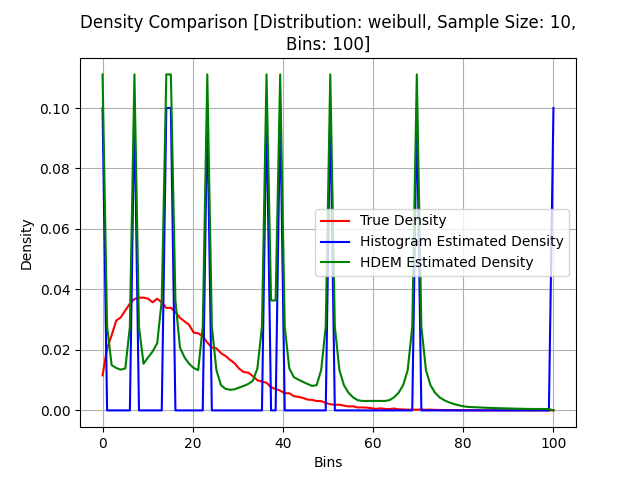 Density Comparison [Distribution: weibull, Sample Size: 10,
Bins: 100]
0.10
0.08
0.06
0.04
0.02
0.00
Density
True Density
Histogram Estimated Density
HDEM Estimated Density
0 20 40 60 80 100
Bins